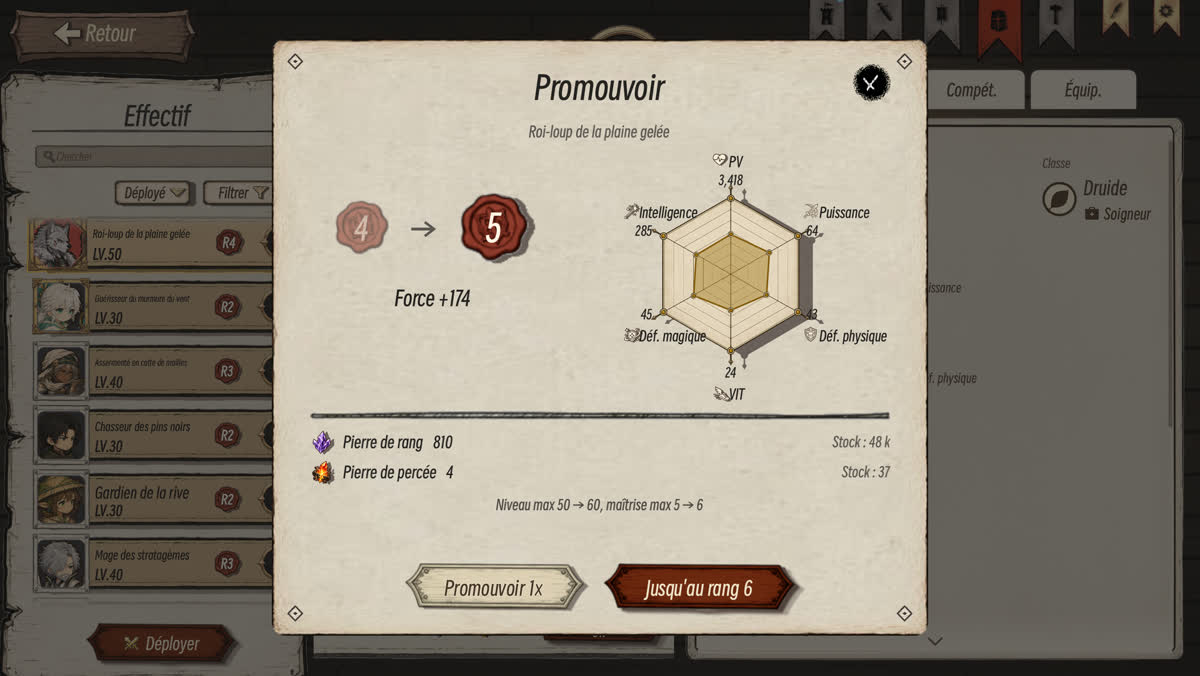 Retour
Effectif
Chercher
Déployé
Filtrer
Roi-loup de la plaine gelée
LV.50
R4
Guérisseur du murmure du vent
LV.30
R2
Assermenté en cotte de mailles
LV.40
R3
Chasseur des pins noirs
LV.30
R2
Gardien de la rive
LV.30
R2
Mage des stratagèmes
LV.40
R3
Déployer
Promouvoir
Roi-loup de la plaine gelée
4
5
Force +174
PV
3,418
Intelligence
285
Puissance
64
45
Déf. magique
43
Déf. physique
24
VIT
Pierre de rang 810
Stock : 48 k
Pierre de percée 4
Stock : 37
Niveau max 50 → 60, maîtrise max 5 → 6
Promouvoir 1x
Jusqu'au rang 6
Compét.
Équip.
Classe
Druide
Soigneur
issance
f. physique